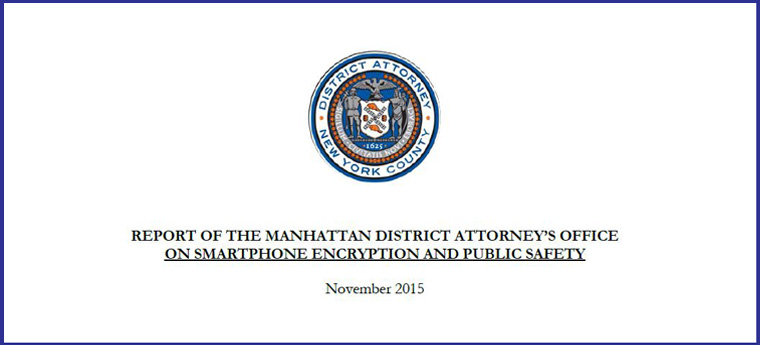 DISTRICT ATTORNEY
1625
NEW YORK COUNTY
REPORT OF THE MANHATTAN DISTRICT ATTORNEY'S OFFICE
ON SMARTPHONE ENCRYPTION AND PUBLIC SAFETY
November 2015